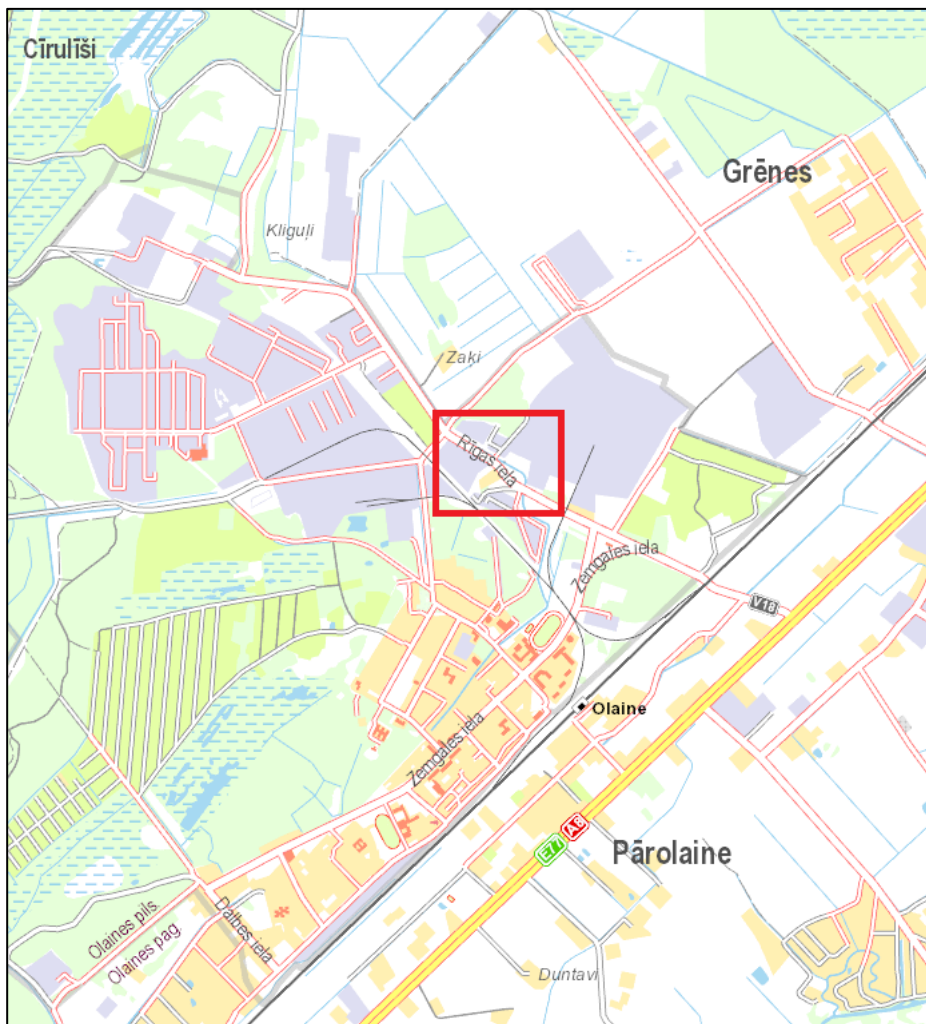 Cīrulīši
Grēnes
Kliguļi
Zaķi
Rīgas iela
Zemgales iela
V18
Olaine
Zemgales iela
E77
A8
Pārolaine
Olaines pils.
Olaines pag.
Dalbes iela
Duntavi